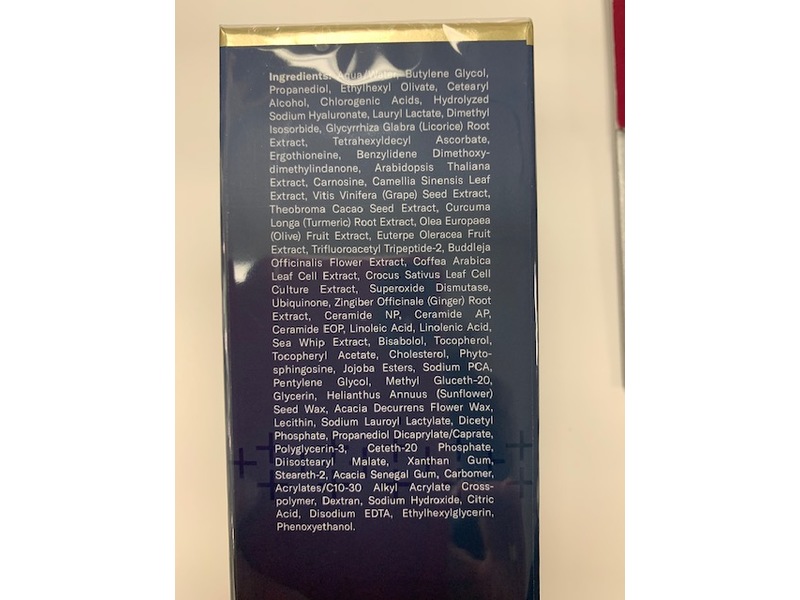 Ingredients: Aqua/Water, Butylene Glycol,
Propanediol, Ethylhexyl Olivate, Cetearyl
Alcohol, Chlorogenic Acids, Hydrolyzed
Sodium Hyaluronate, Lauryl Lactate, Dimethyl
Isosorbide, Glycyrrhiza Glabra (Licorice) Root
Extract, Tetrahexyldecyl Ascorbate,
Ergothioneine, Benzylidene Dimethoxy-
dimethylindanone, Arabidopsis Thaliana
Extract, Carnosine, Camellia Sinensis Leaf
Extract, Vitis Vinifera (Grape) Seed Extract,
Theobroma Cacao Seed Extract, Curcuma
Longa (Turmeric) Root Extract, Olea Europaea
(Olive) Fruit Extract, Euterpe Oleracea Fruit
Extract, Trifluoroacetyl Tripeptide-2, Buddleja
Officinalis Flower Extract, Coffea Arabica
Leaf Cell Extract, Crocus Sativus Leaf Cell
Culture Extract, Superoxide Dismutase,
Ubiquinone, Zingiber Officinale (Ginger) Root
Extract, Ceramide NP, Ceramide AP,
Ceramide EOP, Linoleic Acid, Linolenic Acid,
Sea Whip Extract, Bisabolol, Tocopherol,
Tocopheryl Acetate, Cholesterol, Phyto-
sphingosine, Jojoba Esters, Sodium PCA,
Pentylene Glycol, Methyl Gluceth-20,
Glycerin, Helianthus Annuus (Sunflower)
Seed Wax, Acacia Decurrens Flower Wax,
Lecithin, Sodium Lauroyl Lactylate, Dicetyl
Phosphate, Propanediol Dicaprylate/Caprate,
Polyglycerin-3, Ceteth-20 Phosphate,
Diisostearyl Malate, Xanthan Gum,
Steareth-2, Acacia Senegal Gum, Carbomer,
Acrylates/C10-30 Alkyl Acrylate Cross-
polymer, Dextran, Sodium Hydroxide, Citric
Acid, Disodium EDTA, Ethylhexylglycerin,
Phenoxyethanol.